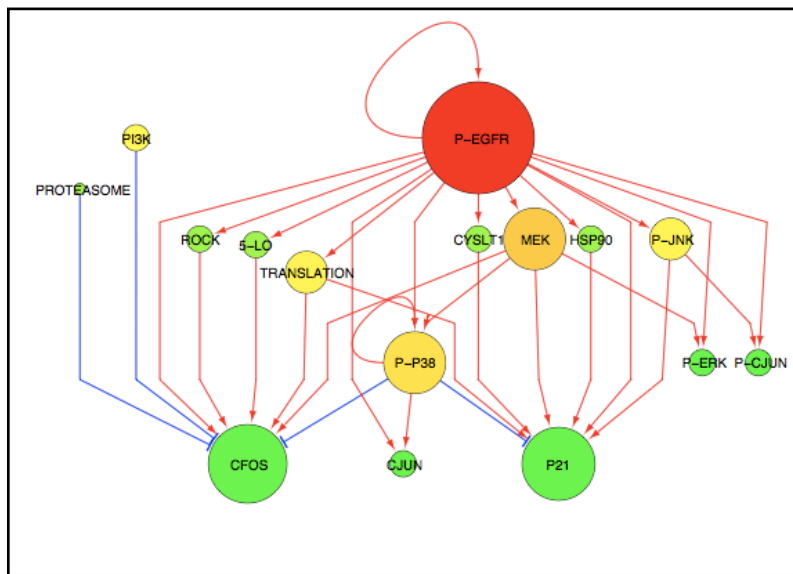 P-EGFR
PI3K
PROTEASOME
ROCK
5-LO
CYSLT1
MEK
HSP90
P-JNK
TRANSLATION
P-P38
P-ERK
P-CJUN
CFOS
CJUN
P21